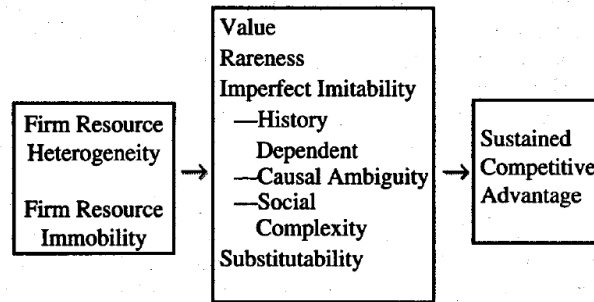 Firm Resource
Heterogeneity
Firm Resource
Immobility
→
Value
Rareness
Imperfect Imitability
—History
Dependent
—Causal Ambiguity
—Social
Complexity
Substitutability
→
Sustained
Competitive
Advantage